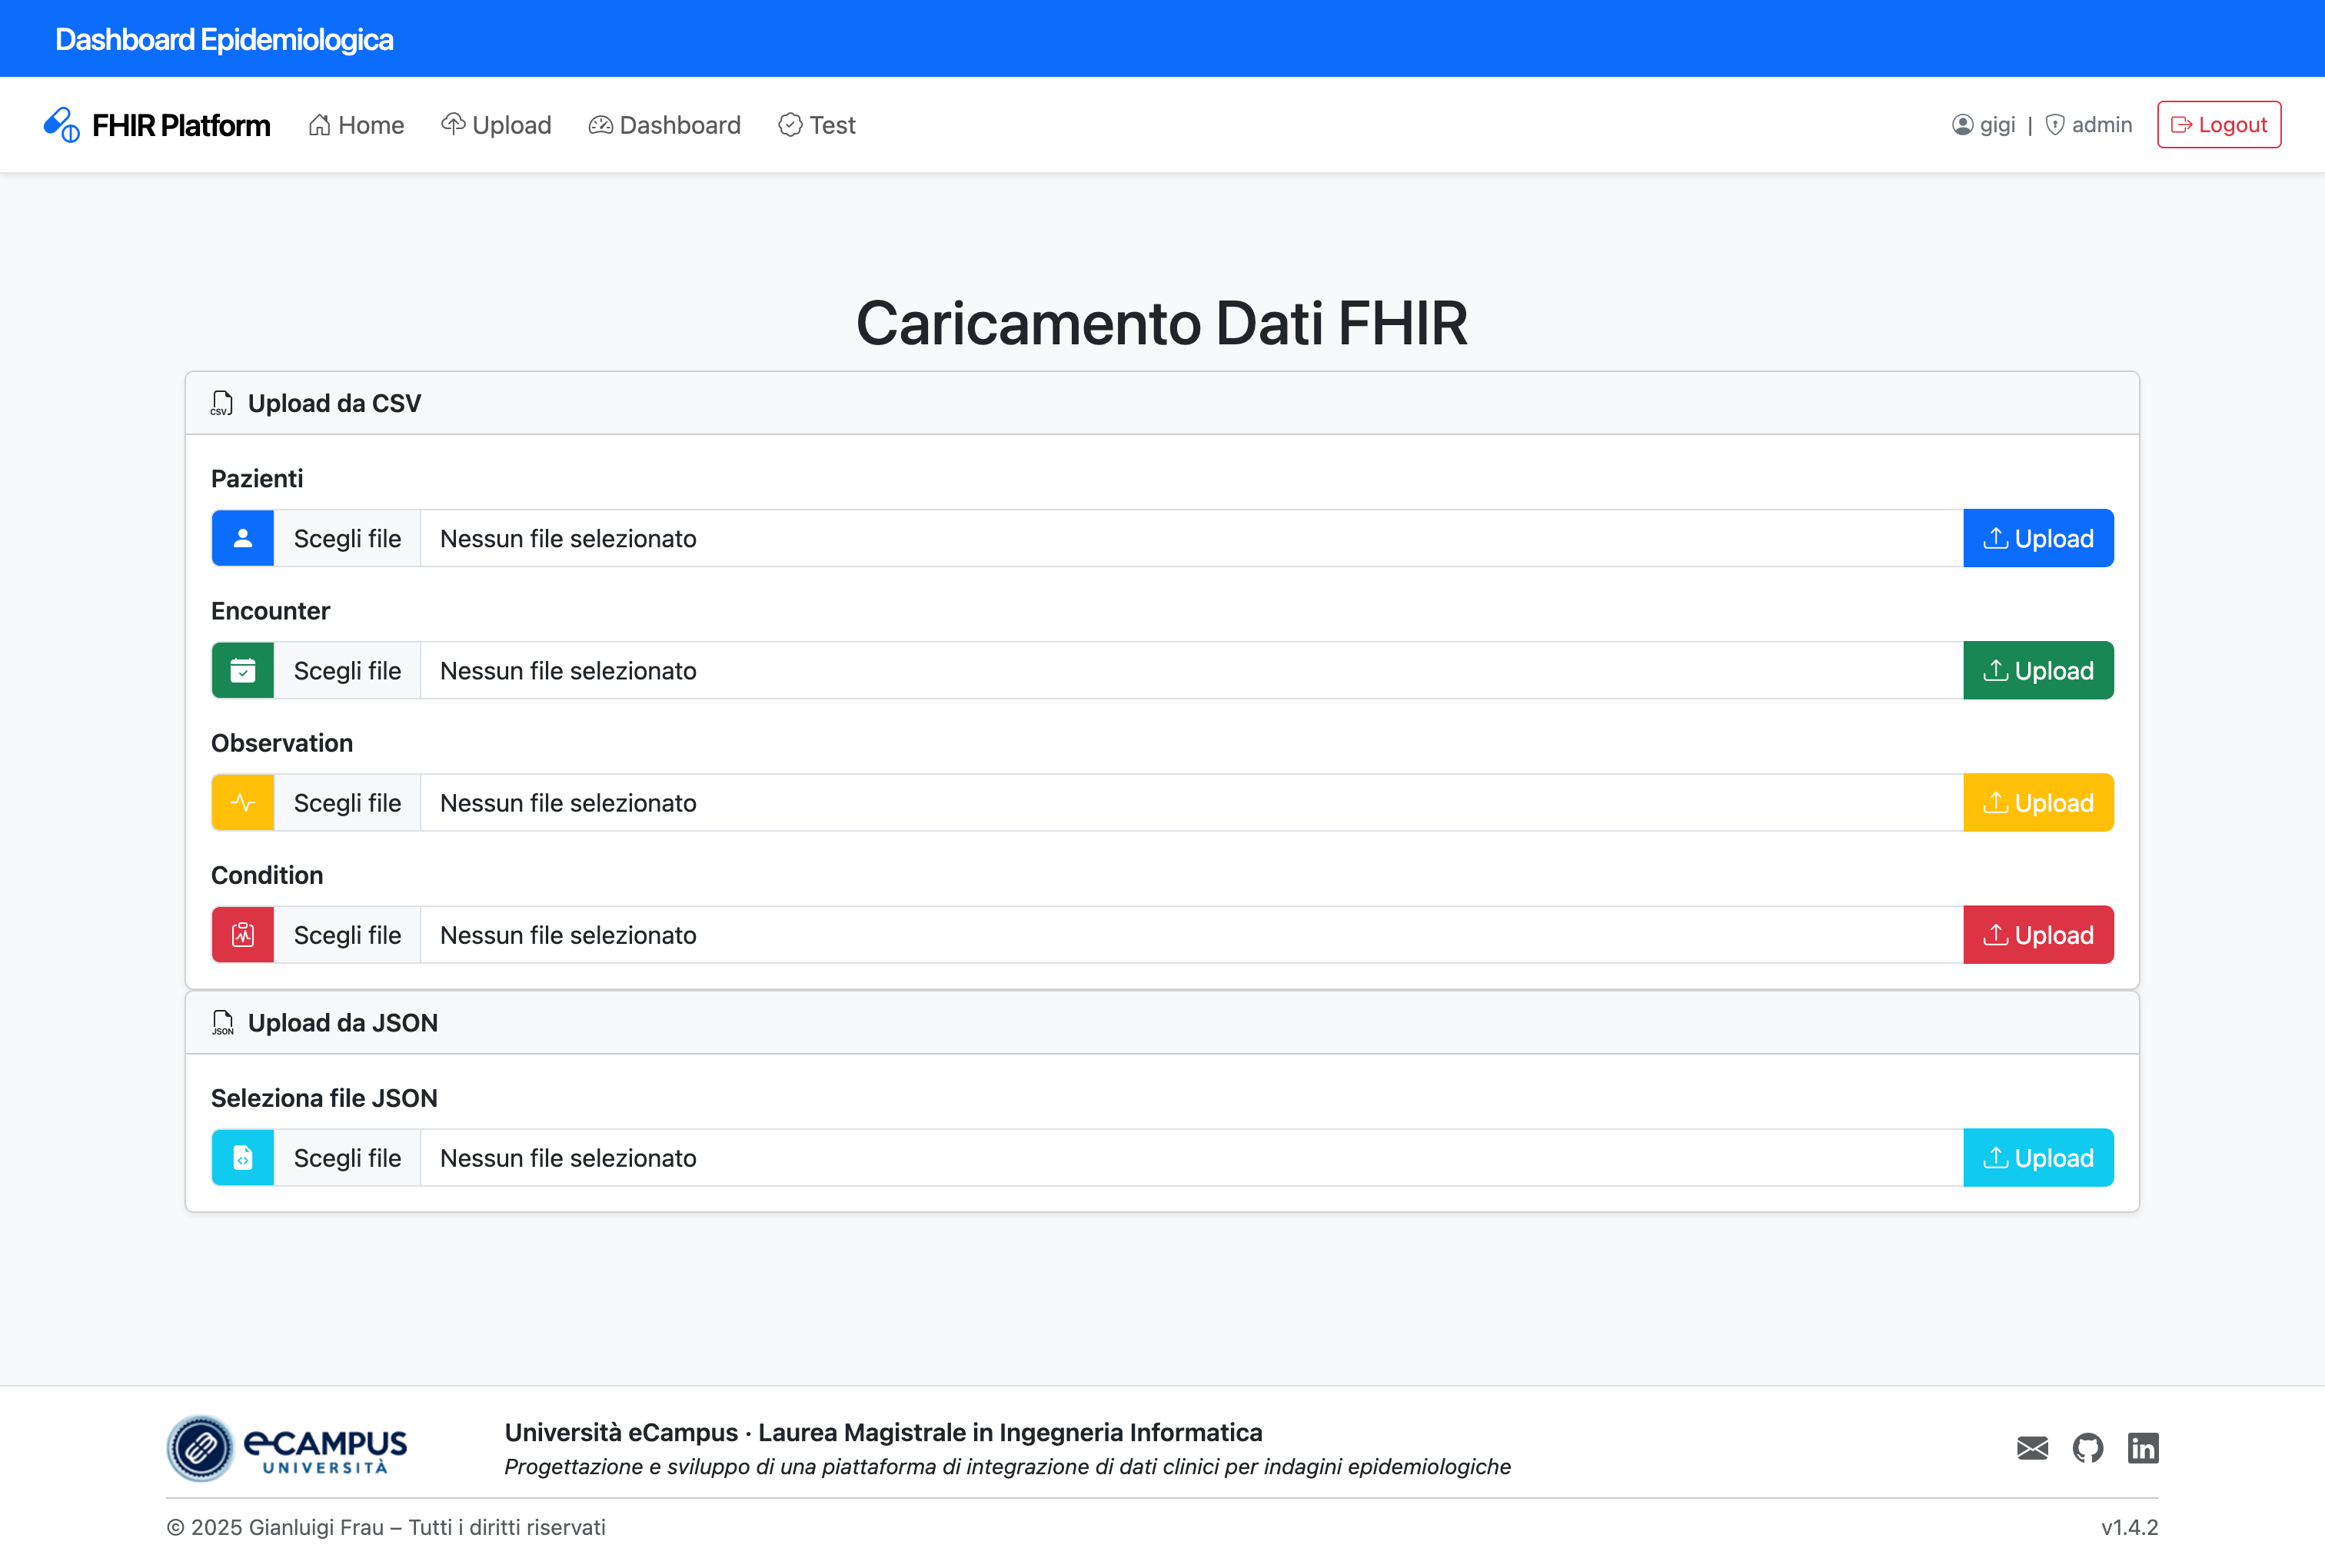 Dashboard Epidemiologica
FHIR Platform Home Upload Dashboard Test gigi | admin Logout
Caricamento Dati FHIR
CSV Upload da CSV
Pazienti
Scegli file Nessun file selezionato Upload
Encounter
Scegli file Nessun file selezionato Upload
Observation
Scegli file Nessun file selezionato Upload
Condition
Scegli file Nessun file selezionato Upload
JSON Upload da JSON
Seleziona file JSON
Scegli file Nessun file selezionato Upload
e-CAMPUS
UNIVERSITÀ
Università eCampus · Laurea Magistrale in Ingegneria Informatica
Progettazione e sviluppo di una piattaforma di integrazione di dati clinici per indagini epidemiologiche
in
© 2025 Gianluigi Frau – Tutti i diritti riservati v1.4.2